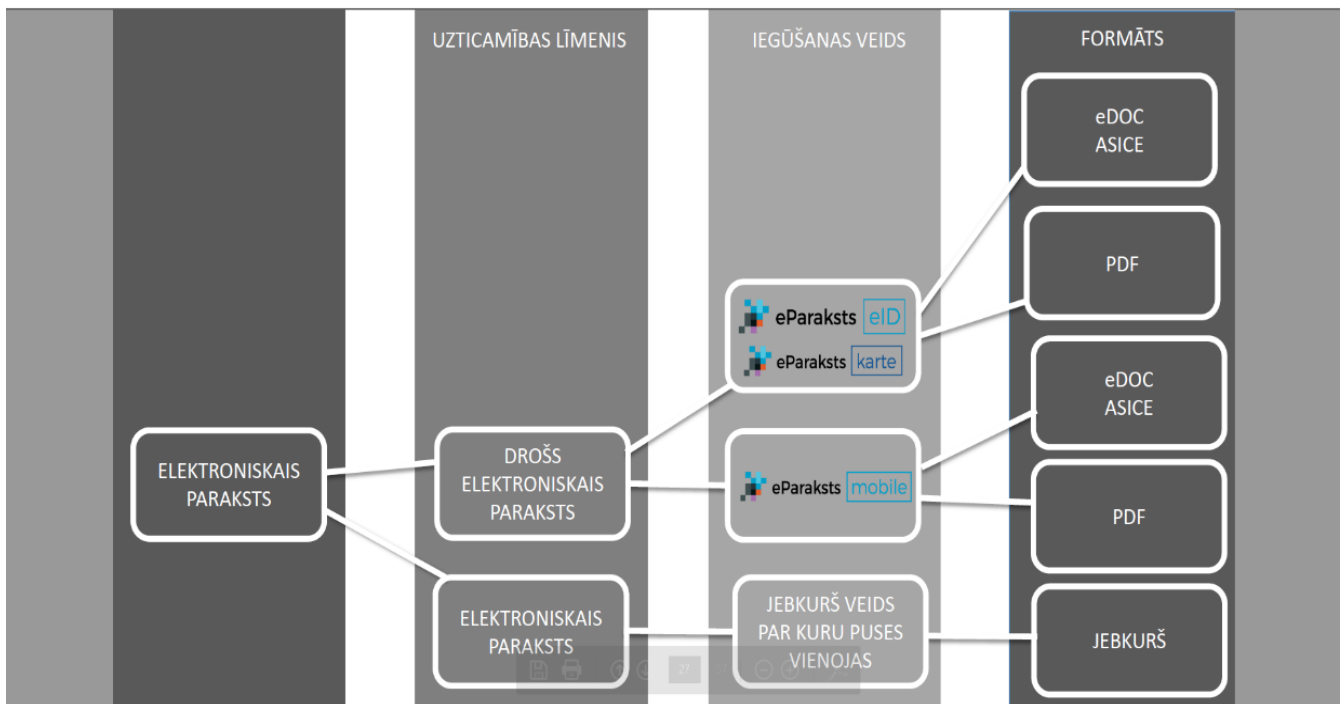 UZTICAMĪBAS LĪMENIS
IEGŪŠANAS VEIDS
FORMĀTS
ELEKTRONISKAIS
PARAKSTS
DROŠS
ELEKTRONISKAIS
PARAKSTS
ELEKTRONISKAIS
PARAKSTS
eParaksts eID
eParaksts karte
eParaksts mobile
JEBKURŠ VEIDS
PAR KURU PUSES
VIENOJAS
eDOC
ASICE
PDF
eDOC
ASICE
PDF
JEBKURŠ
27